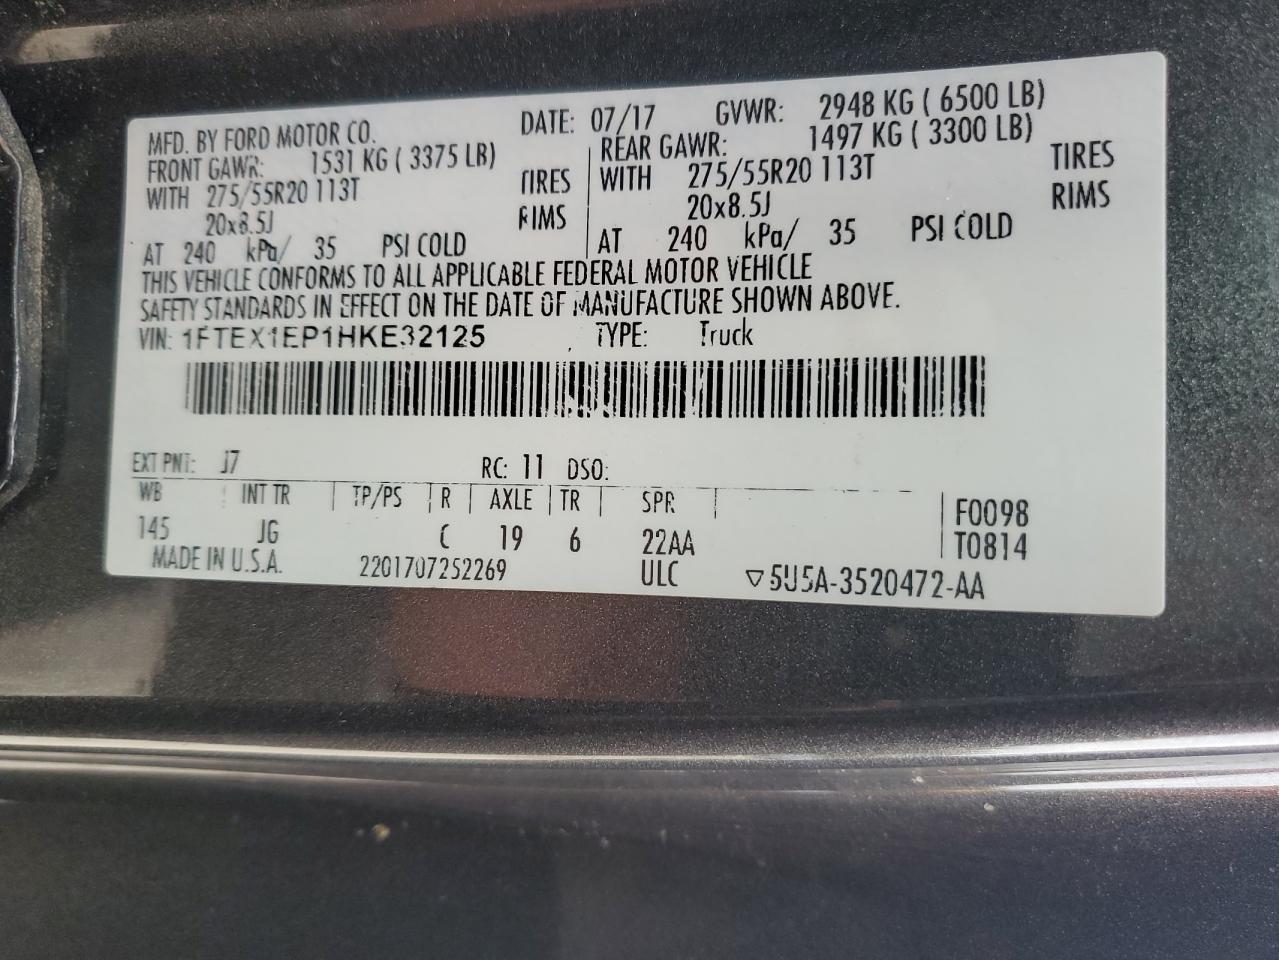 MFD. BY FORD MOTOR CO. DATE: 07/17 GVWR: 2948 KG ( 6500 LB)
FRONT GAWR: 1531 KG ( 3375 LB) REAR GAWR: 1497 KG ( 3300 LB)
WITH 275/55R20 113T TIRES WITH 275/55R20 113T TIRES
20x8.5J RIMS 20x8.5J RIMS
AT 240 kPa/ 35 PSI COLD AT 240 kPa/ 35 PSI COLD
THIS VEHICLE CONFORMS TO ALL APPLICABLE FEDERAL MOTOR VEHICLE
SAFETY STANDARDS IN EFFECT ON THE DATE OF MANUFACTURE SHOWN ABOVE.
VIN: 1FTEX1EP1HKE32125 TYPE: Truck
EXT PNT: J7 RC: 11 DSO:
WB INT TR TP/PS R AXLE TR SPR F0098
145 JG C 19 6 22AA T0814
MADE IN U.S.A. 2201707252269 ULC ▽5U5A-3520472-AA